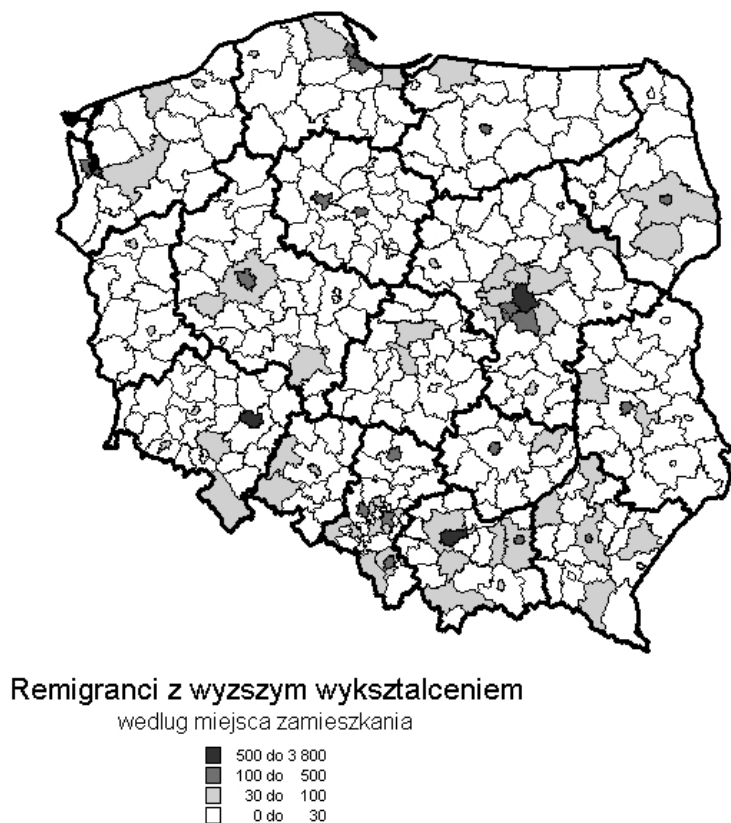 Remigranci z wyzszym wyksztalceniem
wedlug miejsca zamieszkania
500 do 3 800
100 do 500
30 do 100
0 do 30